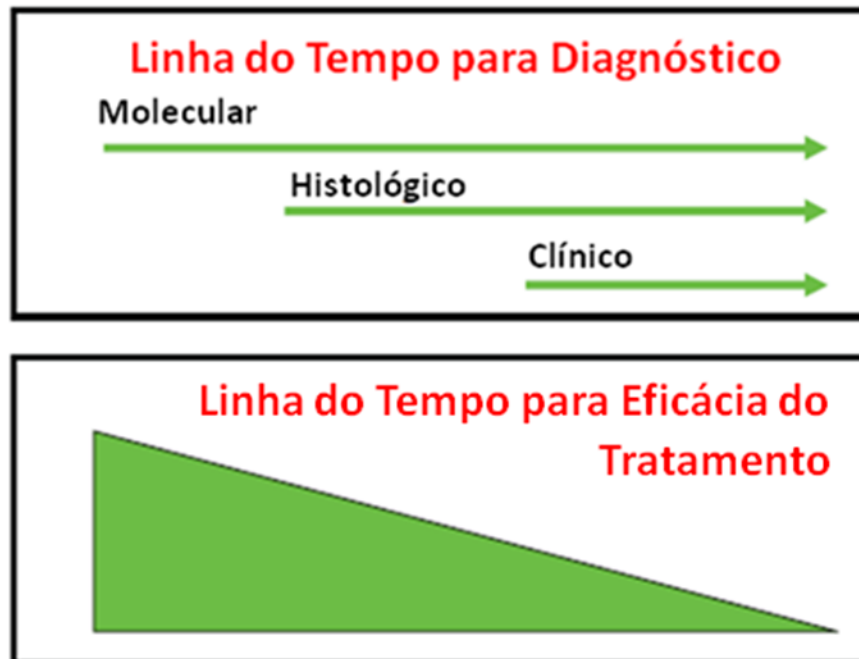 Linha do Tempo para Diagnóstico
Molecular
Histológico
Clínico
Linha do Tempo para Eficácia do
Tratamento